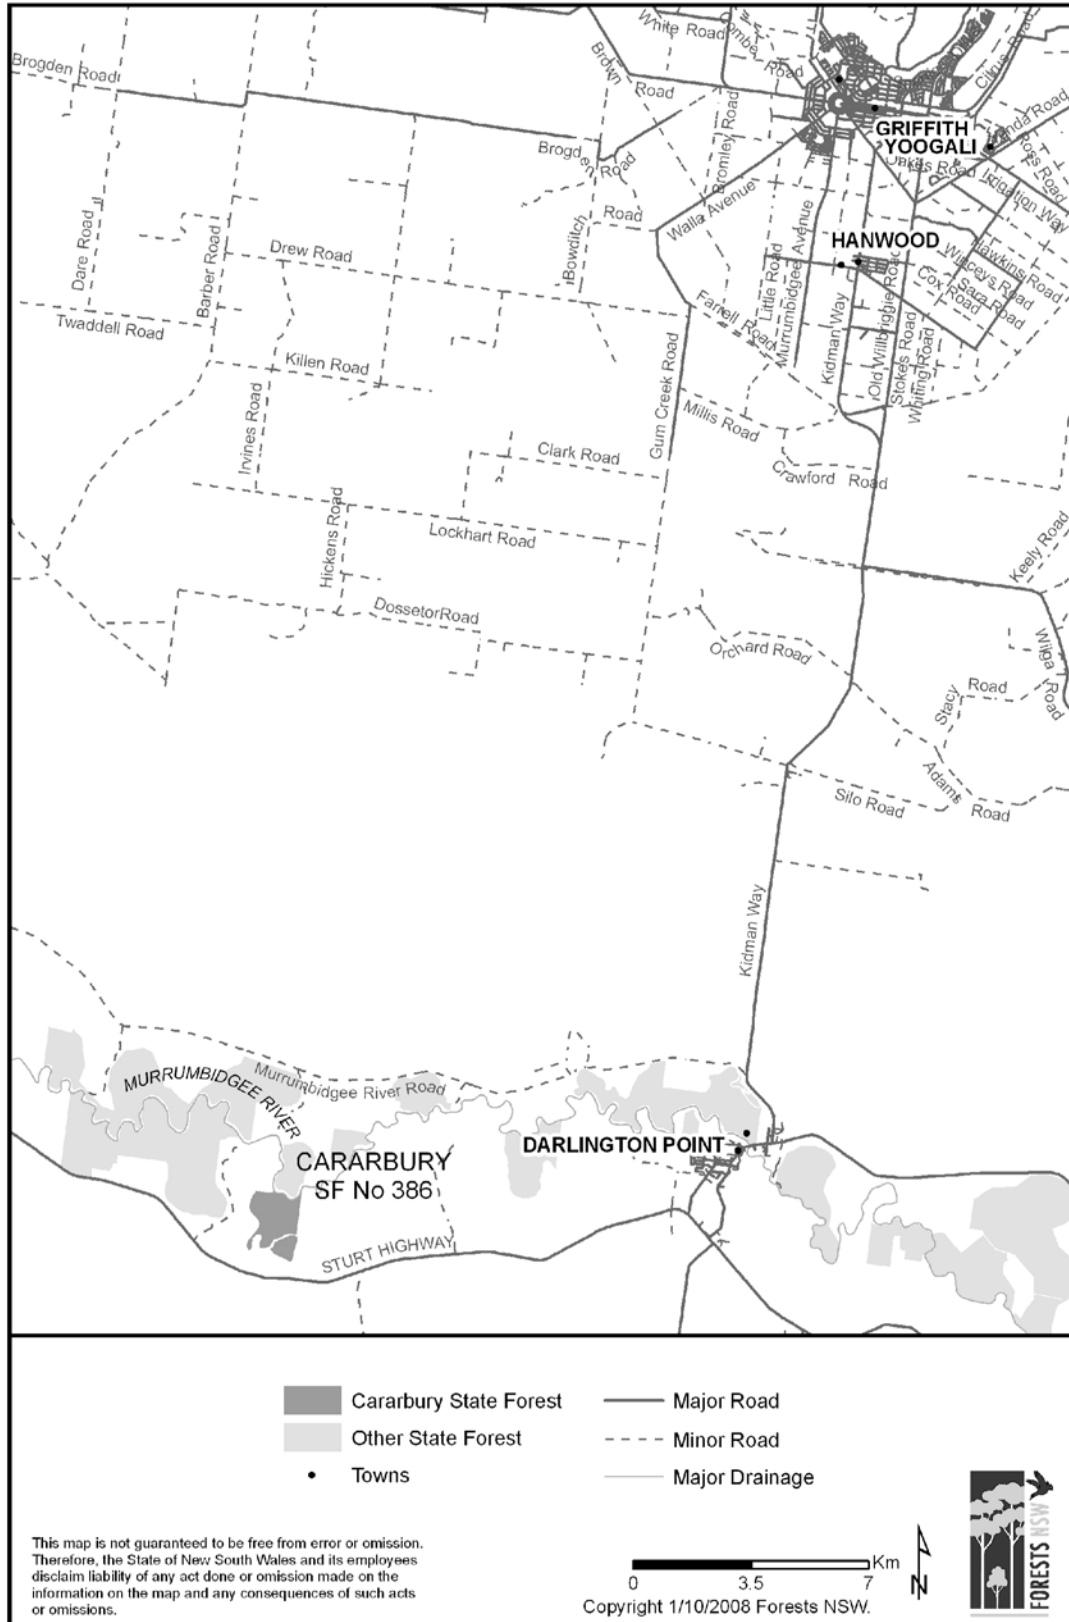 White Road
Combe Road
Citrus Road
Brogden Road
Brown Road
GRIFFITH
YOOGALI
Ross Road
Brogden Road
Bromley Road
Oakes Road
Irrigation Way
Dare Road
Barber Road
Drew Road
Bowditch Road
Walla Avenue
HANWOOD
Hawkins Road
Winceys Road
Sara Road
Cox Road
Little Road
Murrumbidgee Avenue
Kidman Way
Old Willbriggie Road
Stokes Road
Whiting Road
Twaddell Road
Farrell Road
Killen Road
Gum Creek Road
Irvines Road
Millis Road
Clark Road
Crawford Road
Hickens Road
Lockhart Road
Keely Road
DossetorRoad
Orchard Road
Wilga Road
Stacy Road
Adams Road
Silo Road
Kidman Way
MURRUMBIDGEE RIVER
Murrumbidgee River Road
DARLINGTON POINT
CARARBURY
SF No 386
STURT HIGHWAY
Cararbury State Forest
Other State Forest
Towns
Major Road
Minor Road
Major Drainage
This map is not guaranteed to be free from error or omission.
Therefore, the State of New South Wales and its employees
disclaim liability of any act done or omission made on the
information on the map and any consequences of such acts
or omissions.
Km
0 3.5 7
Copyright 1/10/2008 Forests NSW.
N
FORESTS NSW